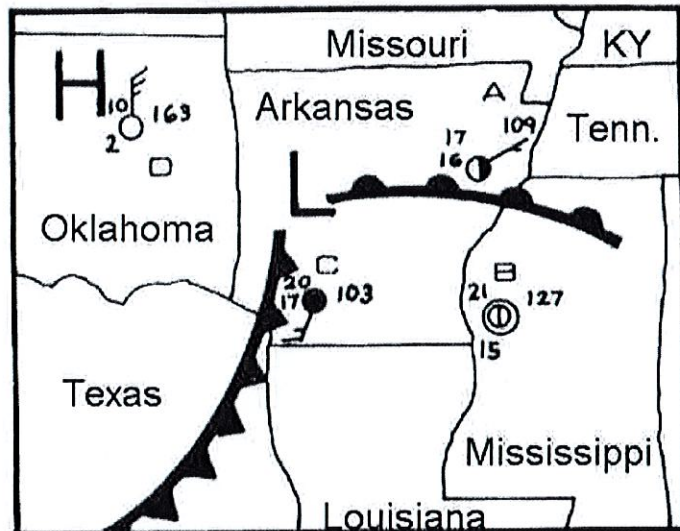 Missouri
KY
H
10
163
2
D
Oklahoma
Arkansas
A
17
109
16
Tenn.
L
C
20
17
103
B
21
127
15
Texas
Mississippi
Louisiana